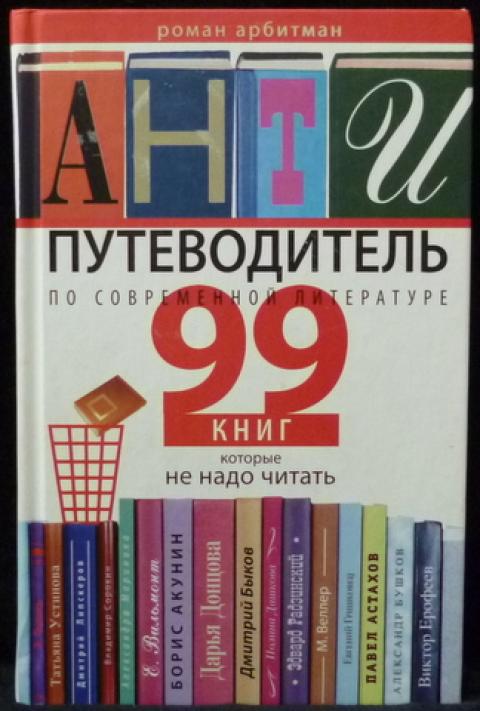 роман арбитман
АНТИ
ПУТЕВОДИТЕЛЬ
ПО СОВРЕМЕННОЙ ЛИТЕРАТУРЕ
99
КНИГ
которые
не надо читать
Татьяна Устинова
Дмитрий Липскеров
Владимир Сорокин
Александра Маринина
Е. Вильмонт
БОРИС АКУНИН
Дарья Донцова
Дмитрий Быков
Полина Дашкова
Эдвард Радзинский
М. Веллер
Евгений Гришковец
ПАВЕЛ АСТАХОВ
АЛЕКСАНДР БУШКОВ
Виктор Ерофеев